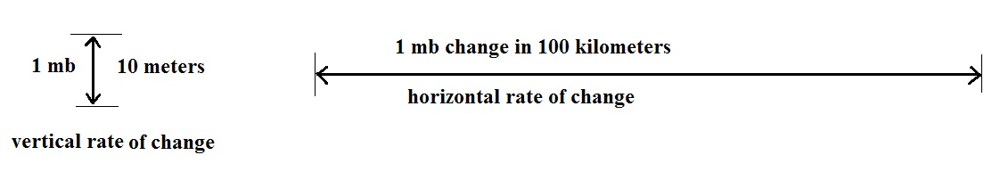 1 mb
10 meters
vertical rate of change
1 mb change in 100 kilometers
horizontal rate of change